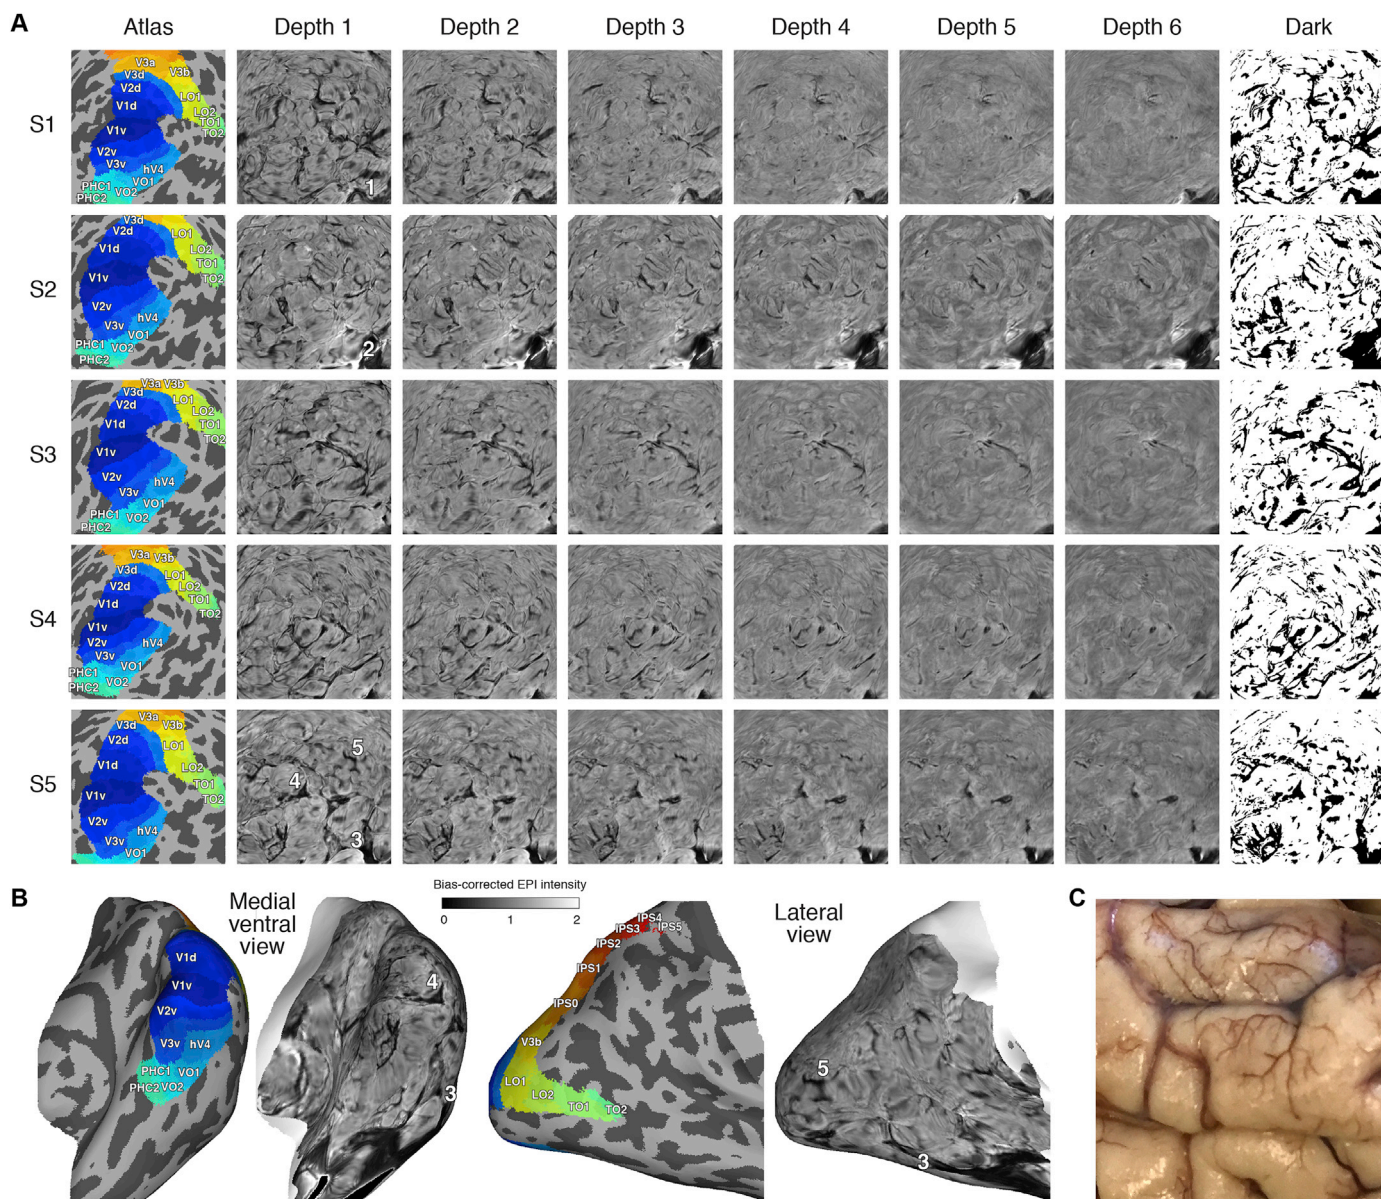 A
Atlas Depth 1 Depth 2 Depth 3 Depth 4 Depth 5 Depth 6 Dark
S1
V3a
V3b
V3d
V2d
LO1
V1d
LO2
TO1
V1v
TO2
V2v
V3v
hV4
VO1
PHC1
VO2
PHC2
1
S2
V3d
V2d
LO1
V1d
LO2
TO1
V1v
TO2
V2v
hV4
V3v
VO1
PHC1
VO2
PHC2
2
S3
V3a V3b
V3d
LO1
V2d
LO2
V1d
TO1
TO2
V1v
V2v
hV4
V3v
VO1
PHC1
VO2
PHC2
S4
V3a
V3b
V3d
LO1
V2d
LO2
V1d
TO1
TO2
V1v
V2v
hV4
V3v
VO1
PHC1
VO2
PHC2
S5
V3a
V3d
V3b
V2d
LO1
V1d
LO2
TO1
V1v
TO2
V2v
hV4
V3v
VO1
5
4
3
B
Medial
ventral
view
Bias-corrected EPI intensity
0 1 2
Lateral
view
V1d
V1v
V2v
V3v
hV4
PHC1
VO1
PHC2
VO2
4
3
IPS4
IPS3
IPS5
IPS2
IPS1
IPS0
V3b
LO1
LO2
TO1
TO2
5
3
C